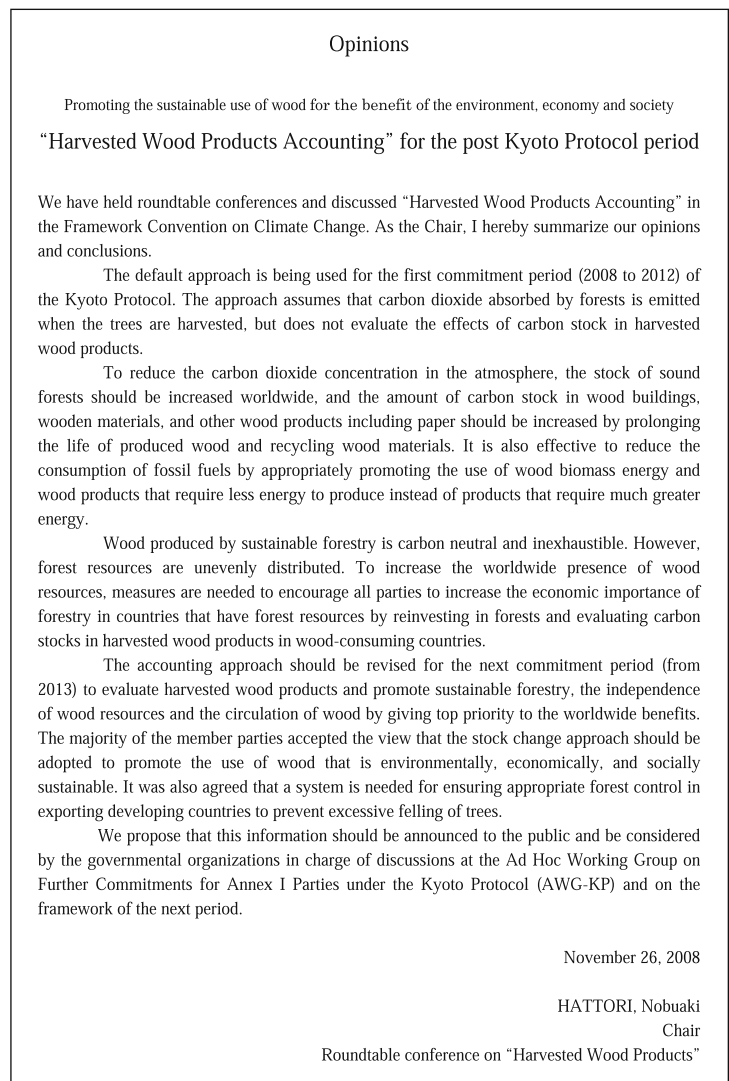 Opinions
Promoting the sustainable use of wood for the benefit of the environment, economy and society
“Harvested Wood Products Accounting” for the post Kyoto Protocol period
We have held roundtable conferences and discussed “Harvested Wood Products Accounting” in
the Framework Convention on Climate Change. As the Chair, I hereby summarize our opinions
and conclusions.
The default approach is being used for the first commitment period (2008 to 2012) of
the Kyoto Protocol. The approach assumes that carbon dioxide absorbed by forests is emitted
when the trees are harvested, but does not evaluate the effects of carbon stock in harvested
wood products.
To reduce the carbon dioxide concentration in the atmosphere, the stock of sound
forests should be increased worldwide, and the amount of carbon stock in wood buildings,
wooden materials, and other wood products including paper should be increased by prolonging
the life of produced wood and recycling wood materials. It is also effective to reduce the
consumption of fossil fuels by appropriately promoting the use of wood biomass energy and
wood products that require less energy to produce instead of products that require much greater
energy.
Wood produced by sustainable forestry is carbon neutral and inexhaustible. However,
forest resources are unevenly distributed. To increase the worldwide presence of wood
resources, measures are needed to encourage all parties to increase the economic importance of
forestry in countries that have forest resources by reinvesting in forests and evaluating carbon
stocks in harvested wood products in wood-consuming countries.
The accounting approach should be revised for the next commitment period (from
2013) to evaluate harvested wood products and promote sustainable forestry, the independence
of wood resources and the circulation of wood by giving top priority to the worldwide benefits.
The majority of the member parties accepted the view that the stock change approach should be
adopted to promote the use of wood that is environmentally, economically, and socially
sustainable. It was also agreed that a system is needed for ensuring appropriate forest control in
exporting developing countries to prevent excessive felling of trees.
We propose that this information should be announced to the public and be considered
by the governmental organizations in charge of discussions at the Ad Hoc Working Group on
Further Commitments for Annex I Parties under the Kyoto Protocol (AWG-KP) and on the
framework of the next period.
November 26, 2008
HATTORI, Nobuaki
Chair
Roundtable conference on “Harvested Wood Products”